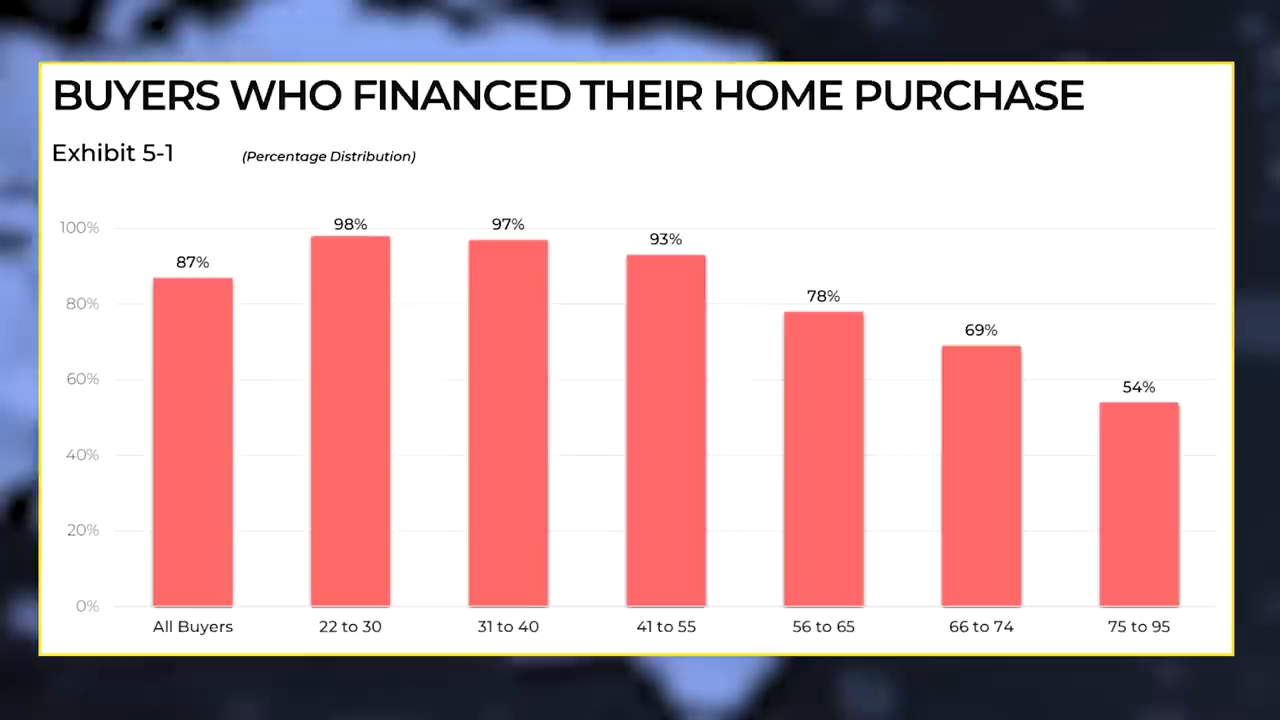 BUYERS WHO FINANCED THEIR HOME PURCHASE
Exhibit 5-1 (Percentage Distribution)
100%
80%
60%
40%
20%
0%
87%
98%
97%
93%
78%
69%
54%
All Buyers
22 to 30
31 to 40
41 to 55
56 to 65
66 to 74
75 to 95